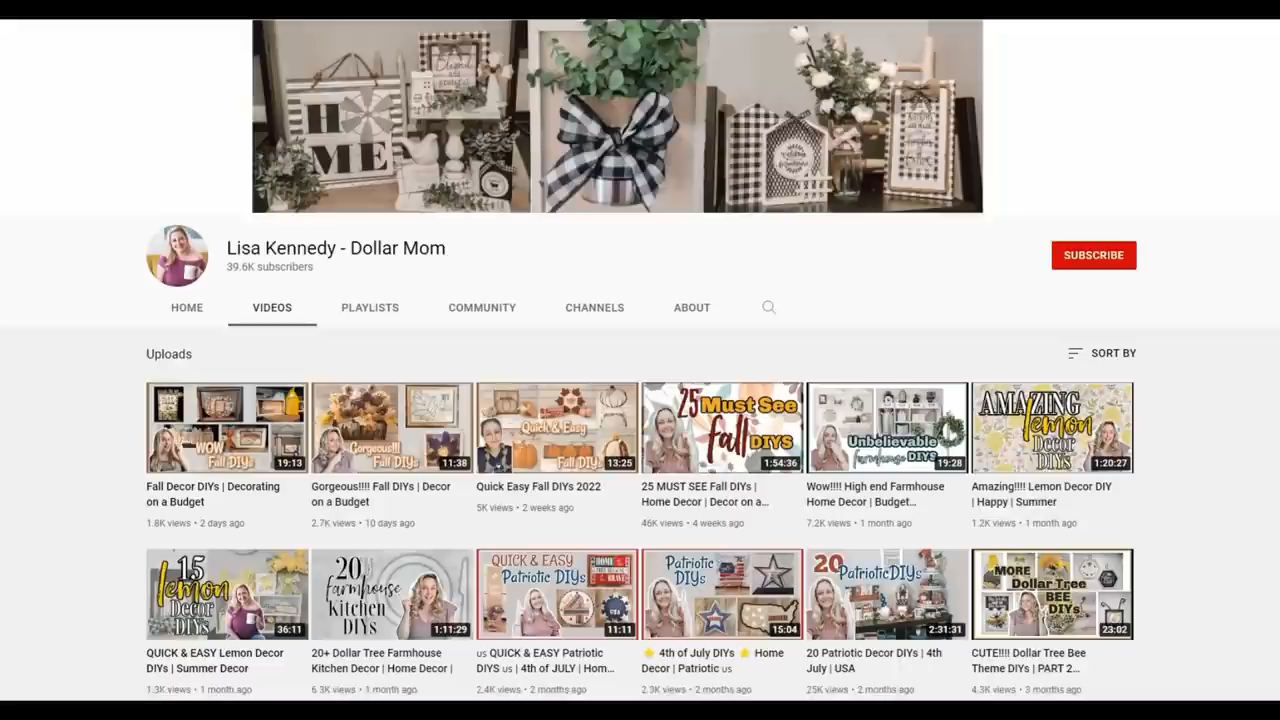 HOME
Lisa Kennedy - Dollar Mom
39.6K subscribers
SUBSCRIBE
HOME VIDEOS PLAYLISTS COMMUNITY CHANNELS ABOUT
Uploads
SORT BY
WOW
Fall DIYs
19:13
Gorgeous!!!
Fall DIYs
11:38
Quick & Easy
Fall DIYs
13:25
25 Must See
fall DIYS
1:54:36
Unbelievable
farmhouse DIYS
19:28
AMAZING
lemon
Decor
DIYs
1:20:27
Fall Decor DIYs | Decorating
on a Budget
1.8K views • 2 days ago
Gorgeous!!!! Fall DIYs | Decor
on a Budget
2.7K views • 10 days ago
Quick Easy Fall DIYs 2022
5K views • 2 weeks ago
25 MUST SEE Fall DIYs |
Home Decor | Decor on a...
46K views • 4 weeks ago
Wow!!!! High end Farmhouse
Home Decor | Budget...
7.2K views • 1 month ago
Amazing!!!! Lemon Decor DIY
| Happy | Summer
1.2K views • 1 month ago
15
lemon
Decor
DIYs
36:11
20
farmhouse
Kitchen
DIYs
1:11:29
QUICK & EASY
Patriotic DIYs
11:11
Patriotic
DIYs
15:04
20 Patriotic DIYs
2:31:31
MORE
Dollar Tree
BEE
DIYs
23:02
QUICK & EASY Lemon Decor
DIYs | Summer Decor
1.3K views • 1 month ago
20+ Dollar Tree Farmhouse
Kitchen Decor | Home Decor |
6.3K views • 1 month ago
us QUICK & EASY Patriotic
DIYS us | 4th of JULY | Hom...
2.4K views • 2 months ago
⭐ 4th of July DIYs ⭐ Home
Decor | Patriotic us
2.3K views • 2 months ago
20 Patriotic Decor DIYs | 4th
July | USA
25K views • 2 months ago
CUTE!!!! Dollar Tree Bee
Theme DIYs | PART 2...
4.3K views • 3 months ago